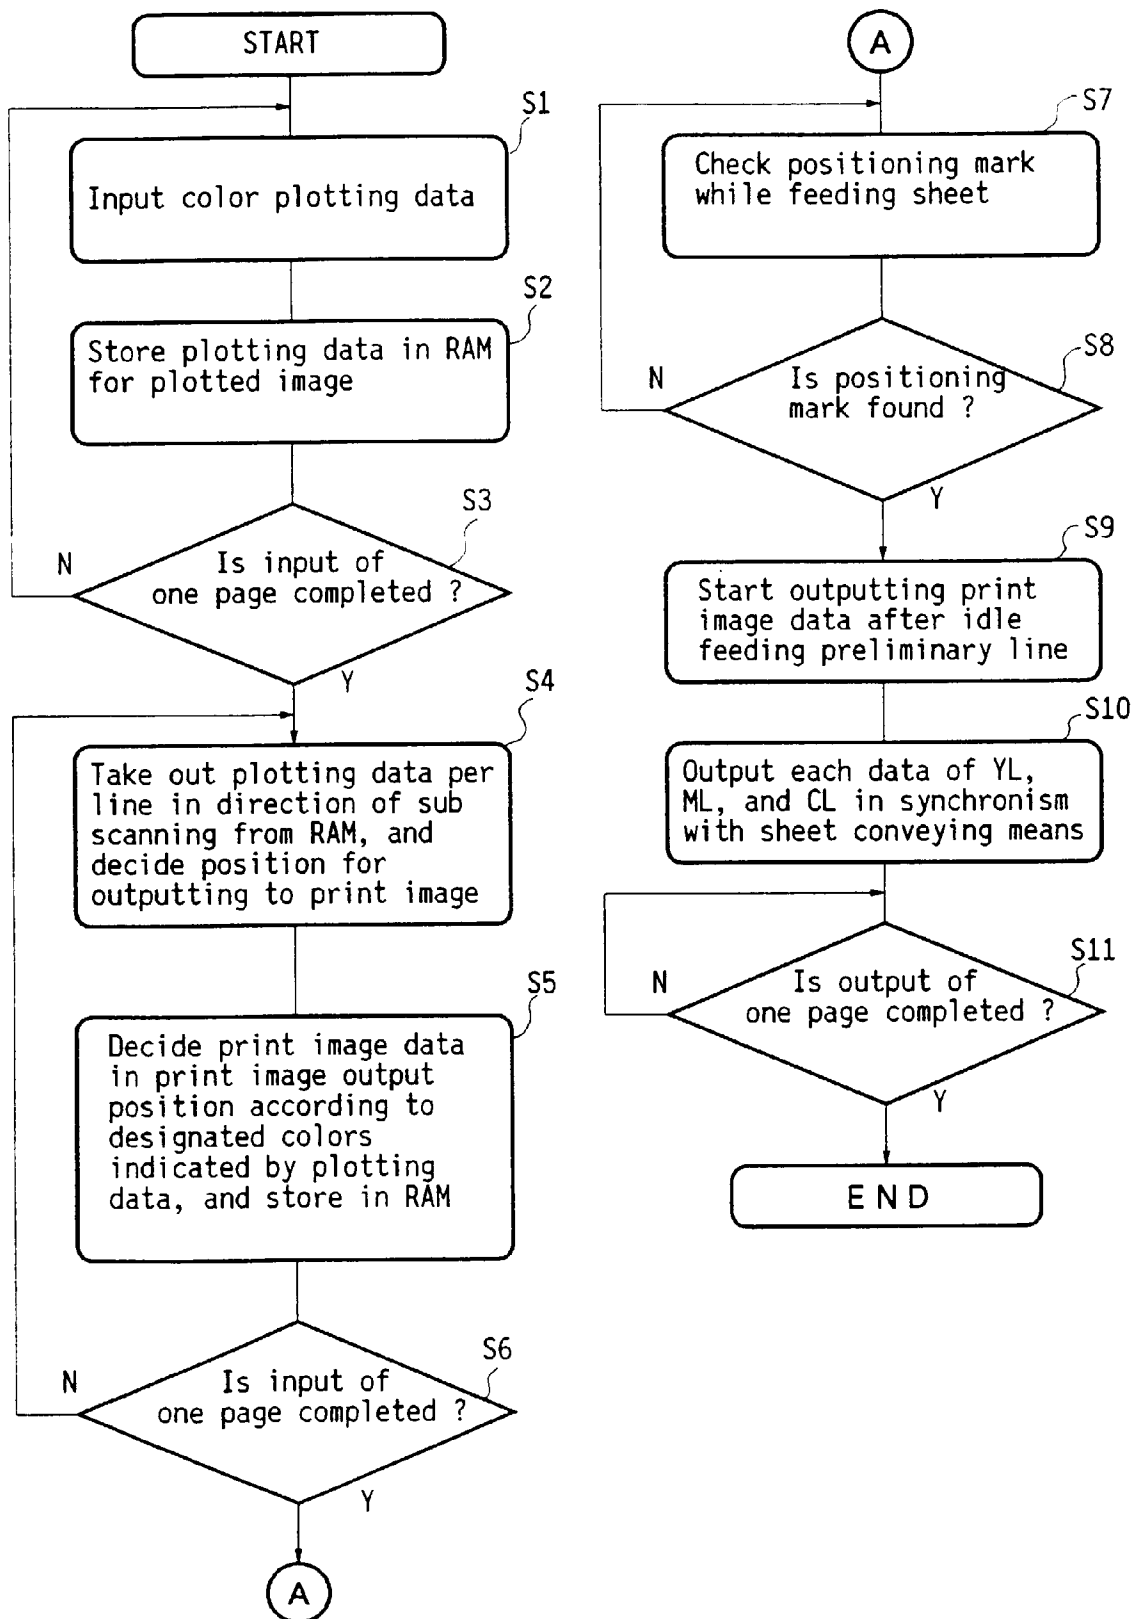 START
S1
Input color plotting data
S2
Store plotting data in RAM
for plotted image
S3
Is input of
one page completed ?
N
Y
S4
Take out plotting data per
line in direction of sub
scanning from RAM, and
decide position for
outputting to print image
S5
Decide print image data
in print image output
position according to
designated colors
indicated by plotting
data, and store in RAM
S6
Is input of
one page completed ?
N
Y
A
A
S7
Check positioning mark
while feeding sheet
S8
Is positioning
mark found ?
N
Y
S9
Start outputting print
image data after idle
feeding preliminary line
S10
Output each data of YL,
ML, and CL in synchronism
with sheet conveying means
S11
Is output of
one page completed ?
N
Y
END